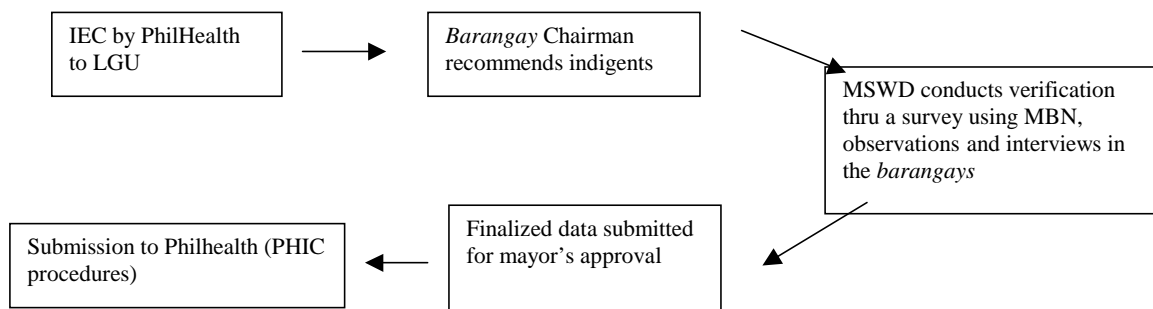 IEC by PhilHealth
to LGU
Barangay Chairman
recommends indigents
MSWD conducts verification
thru a survey using MBN,
observations and interviews in
the barangays
Finalized data submitted
for mayor's approval
Submission to Philhealth (PHIC
procedures)